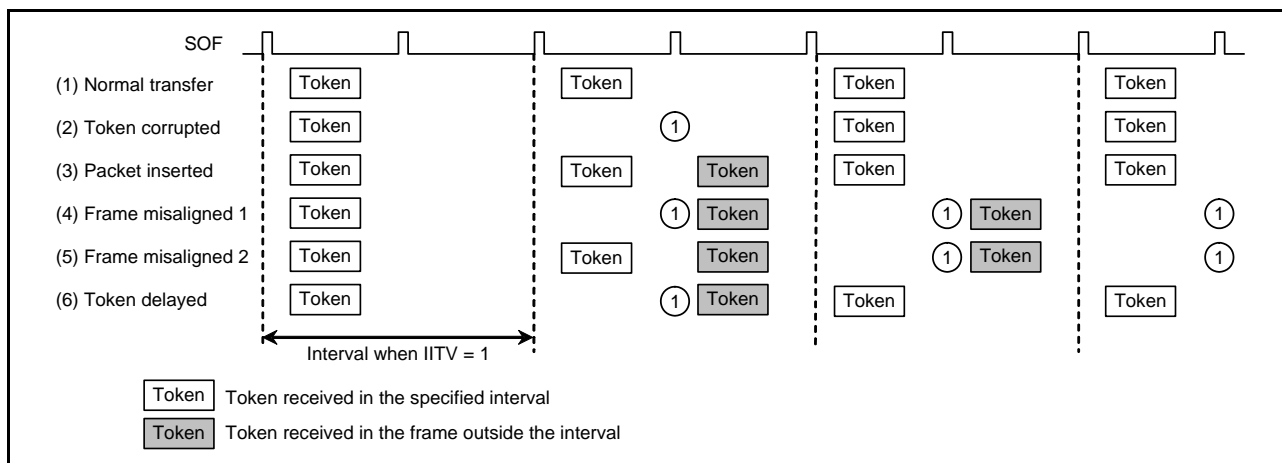 SOF
(1) Normal transfer Token Token Token Token
(2) Token corrupted Token 1 Token Token
(3) Packet inserted Token Token Token Token Token
(4) Frame misaligned 1 Token 1 Token 1 Token 1
(5) Frame misaligned 2 Token Token Token 1 Token 1
(6) Token delayed Token 1 Token Token Token
Interval when IITV = 1
Token Token received in the specified interval
Token Token received in the frame outside the interval